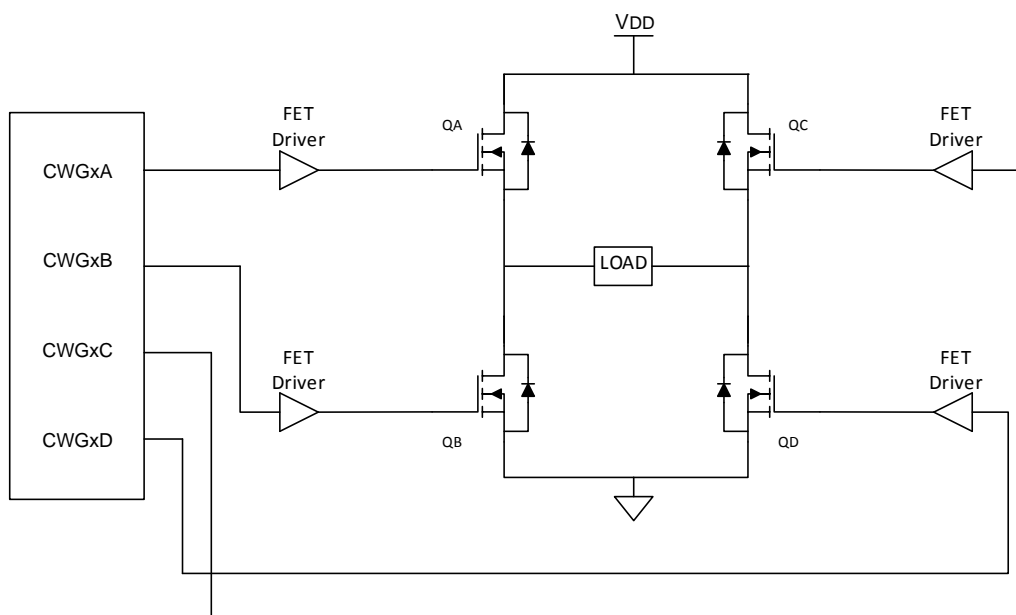 VDD
FET
Driver
QA
QC
FET
Driver
CWGxA
CWGxB
LOAD
CWGxC
FET
Driver
FET
Driver
CWGxD
QB
QD